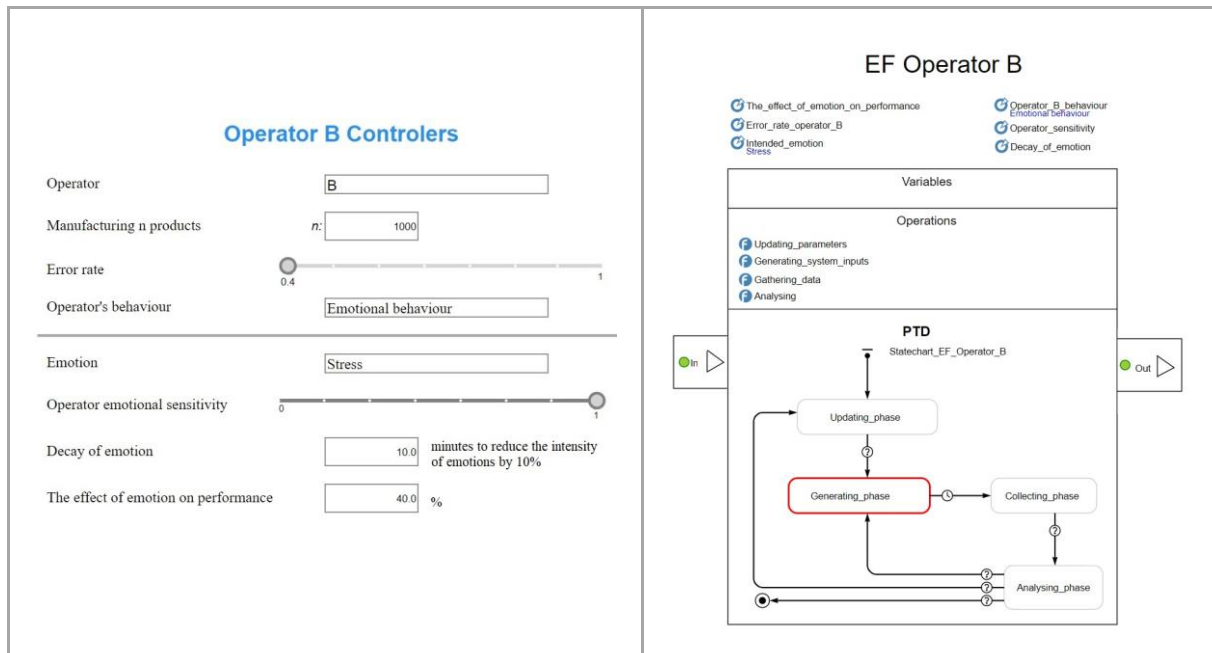 Operator B Controlers
Operator
B
Manufacturing n products
n:
1000
Error rate
0.4
1
Operator's behaviour
Emotional behaviour
Emotion
Stress
Operator emotional sensitivity
0
1
Decay of emotion
10.0
minutes to reduce the intensity
of emotions by 10%
The effect of emotion on performance
40.0
%
EF Operator B
The_effect_of_emotion_on_performance
Error_rate_operator_B
Intended_emotion
Stress
Operator_B_behaviour
Emotional behaviour
Operator_sensitivity
Decay_of_emotion
Variables
Operations
F Updating_parameters
F Generating_system_inputs
F Gathering_data
F Analysing
PTD
Statechart_EF_Operator_B
In
Out
Updating_phase
?
Generating_phase
Collecting_phase
?
?
?
?
Analysing_phase